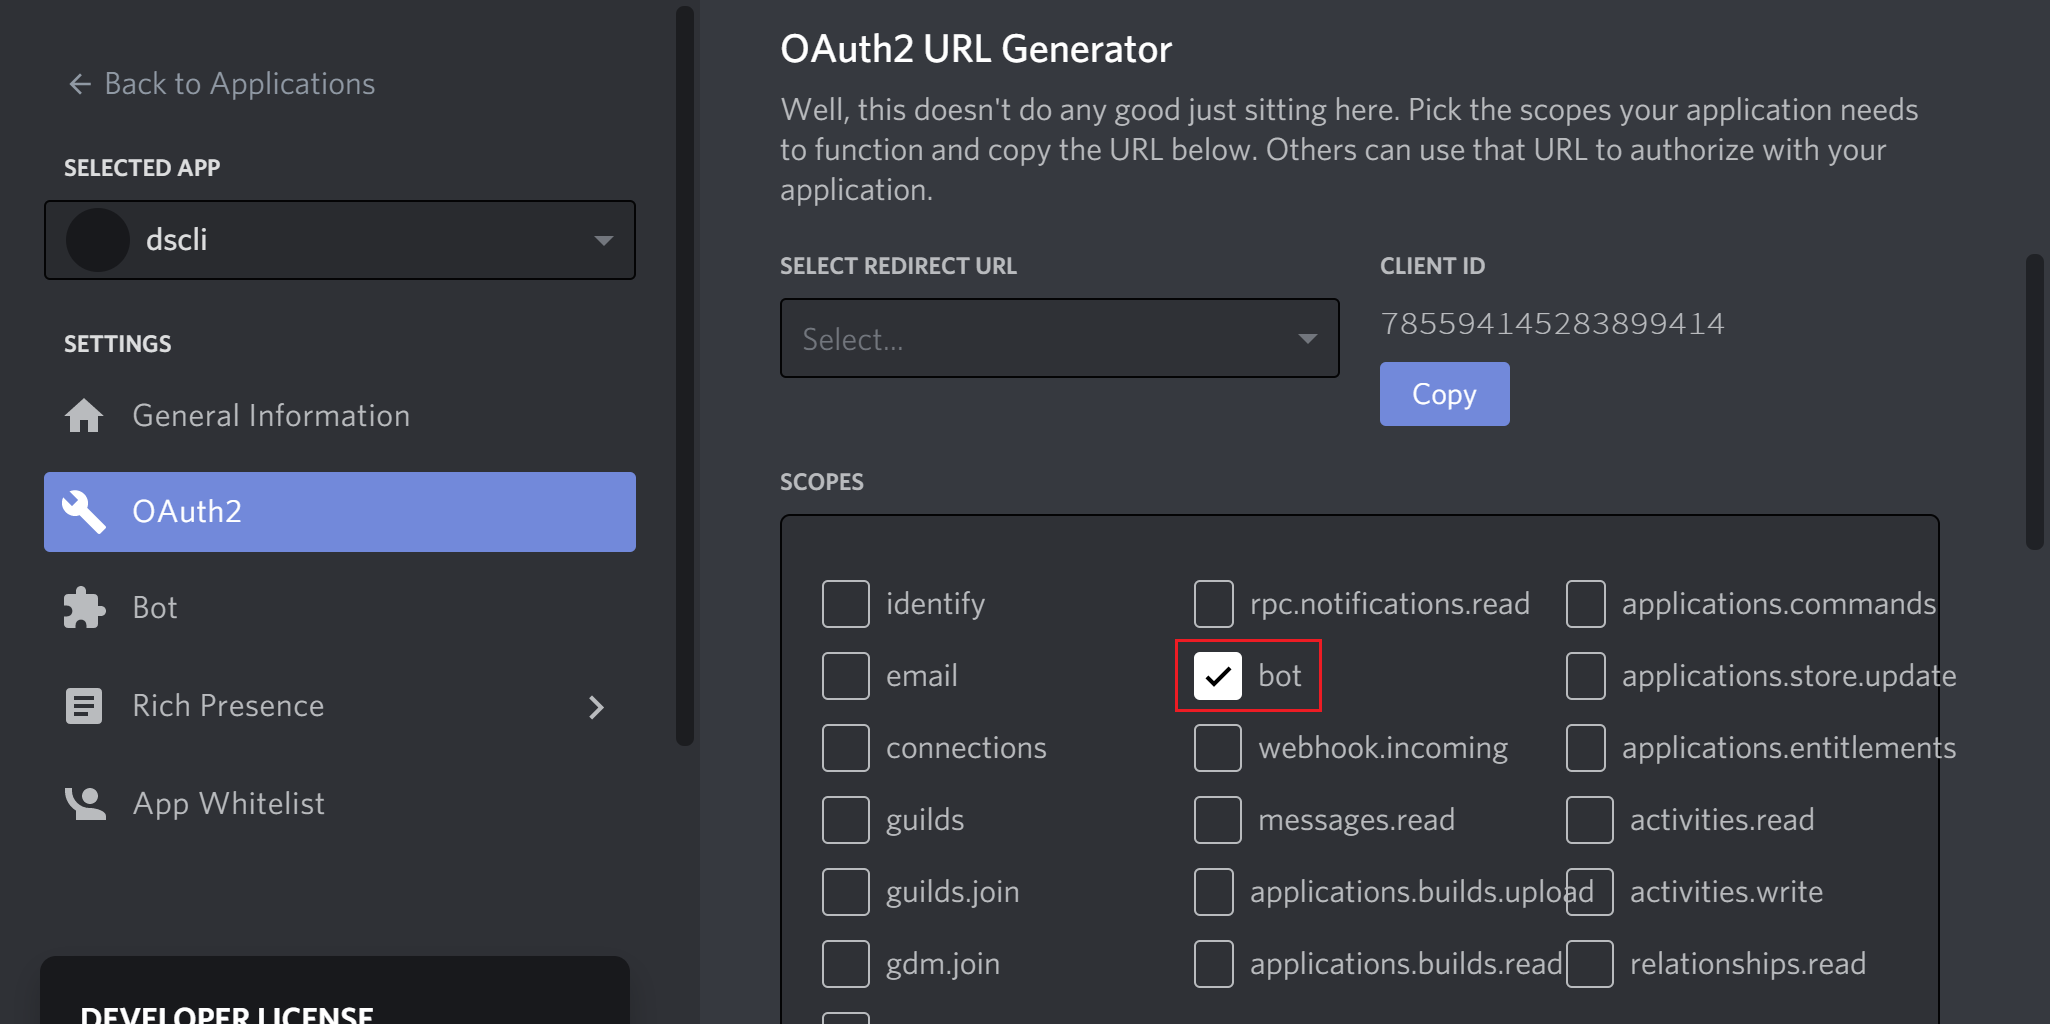 Back to Applications
SELECTED APP
dscli
SETTINGS
General Information
OAuth2
Bot
Rich Presence
App Whitelist
DEVELOPER LICENSE
OAuth2 URL Generator
Well, this doesn't do any good just sitting here. Pick the scopes your application needs
to function and copy the URL below. Others can use that URL to authorize with your
application.
SELECT REDIRECT URL
Select...
CLIENT ID
785594145283899414
Copy
SCOPES
identify
rpc.notifications.read
applications.commands
email
bot
applications.store.update
connections
webhook.incoming
applications.entitlements
guilds
messages.read
activities.read
guilds.join
applications.builds.upload
activities.write
gdm.join
applications.builds.read
relationships.read